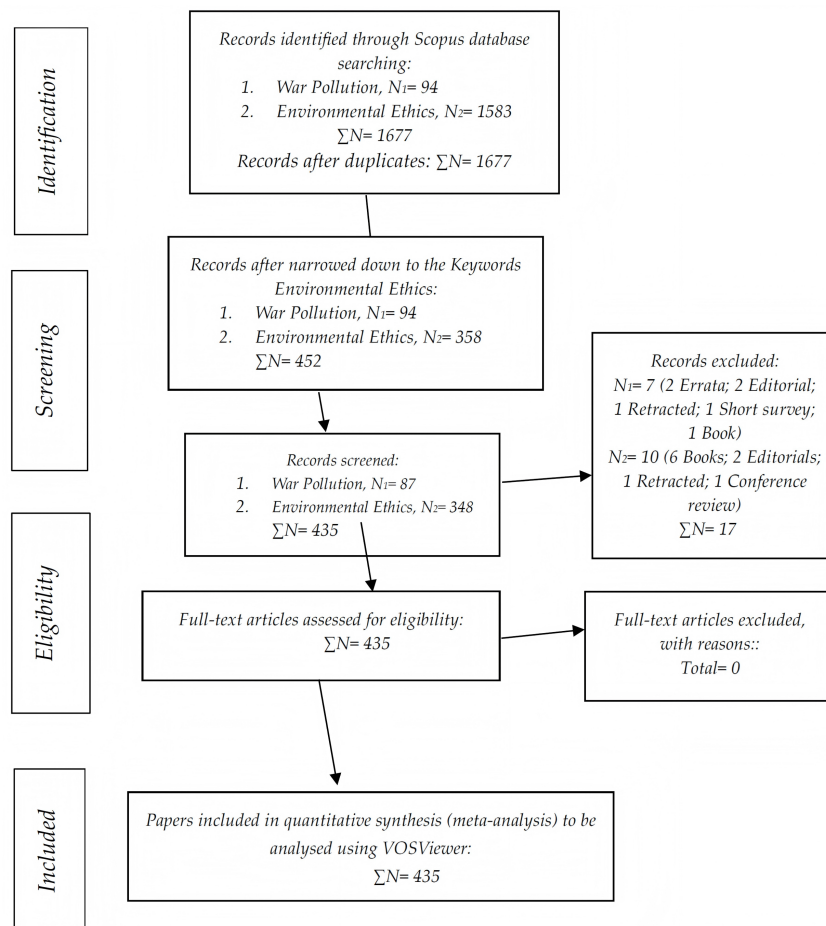 Identification
Records identified through Scopus database
searching:
1. War Pollution, N1= 94
2. Environmental Ethics, N2= 1583
∑N= 1677
Records after duplicates: ∑N= 1677
Screening
Records after narrowed down to the Keywords
Environmental Ethics:
1. War Pollution, N1= 94
2. Environmental Ethics, N2= 358
∑N= 452
Records screened:
1. War Pollution, N1= 87
2. Environmental Ethics, N2= 348
∑N= 435
Records excluded:
N1= 7 (2 Errata; 2 Editorial;
1 Retracted; 1 Short survey;
1 Book)
N2= 10 (6 Books; 2 Editorials;
1 Retracted; 1 Conference
review)
∑N= 17
Eligibility
Full-text articles assessed for eligibility:
∑N= 435
Full-text articles excluded,
with reasons::
Total= 0
Included
Papers included in quantitative synthesis (meta-analysis) to be
analysed using VOSViewer:
∑N= 435